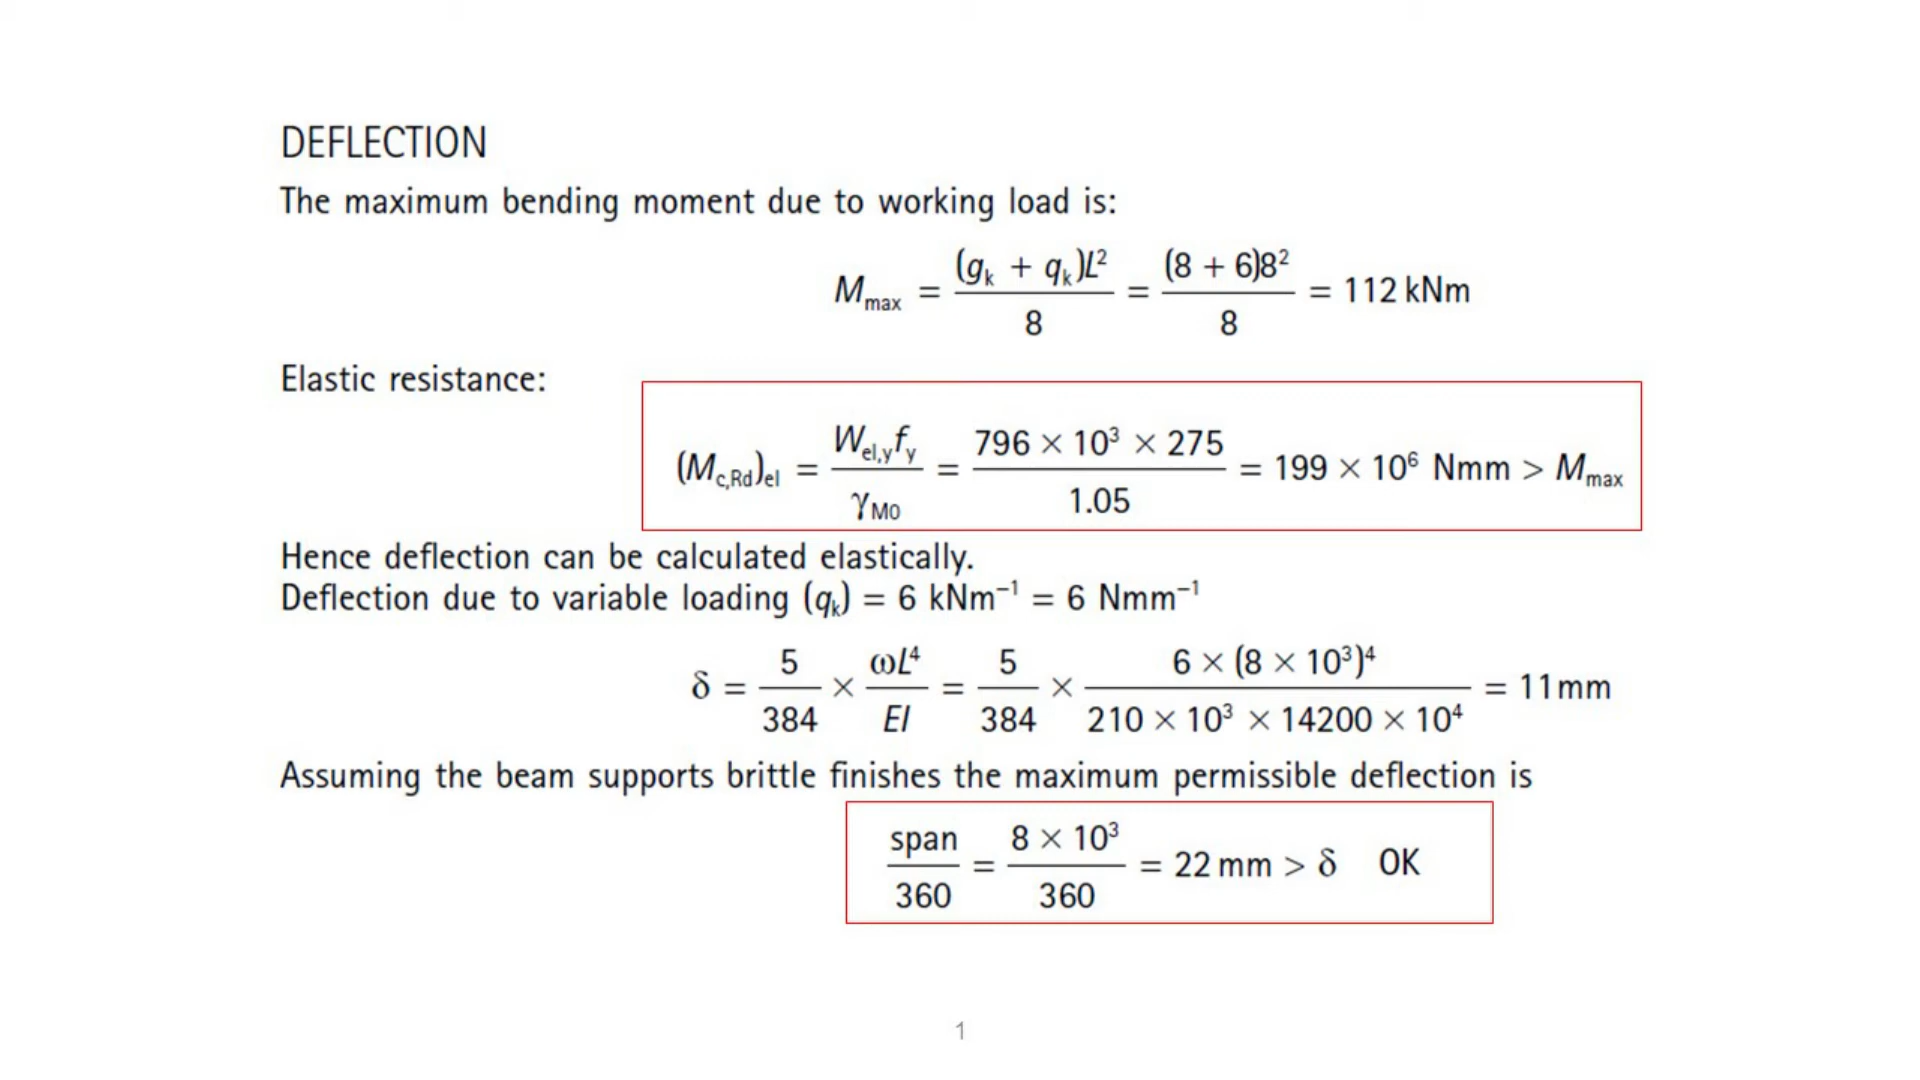 DEFLECTION
The maximum bending moment due to working load is:
M_max = (g_k + q_k)L² / 8 = (8 + 6)8² / 8 = 112 kNm
Elastic resistance:
(M_c,Rd)_el = W_el,y f_y / γ_M0 = 796 × 10³ × 275 / 1.05 = 199 × 10⁶ Nmm > M_max
Hence deflection can be calculated elastically.
Deflection due to variable loading (q_k) = 6 kNm⁻¹ = 6 Nmm⁻¹
δ = 5 / 384 × ωL⁴ / EI = 5 / 384 × 6 × (8 × 10³)⁴ / 210 × 10³ × 14200 × 10⁴ = 11mm
Assuming the beam supports brittle finishes the maximum permissible deflection is
span / 360 = 8 × 10³ / 360 = 22 mm > δ OK
1